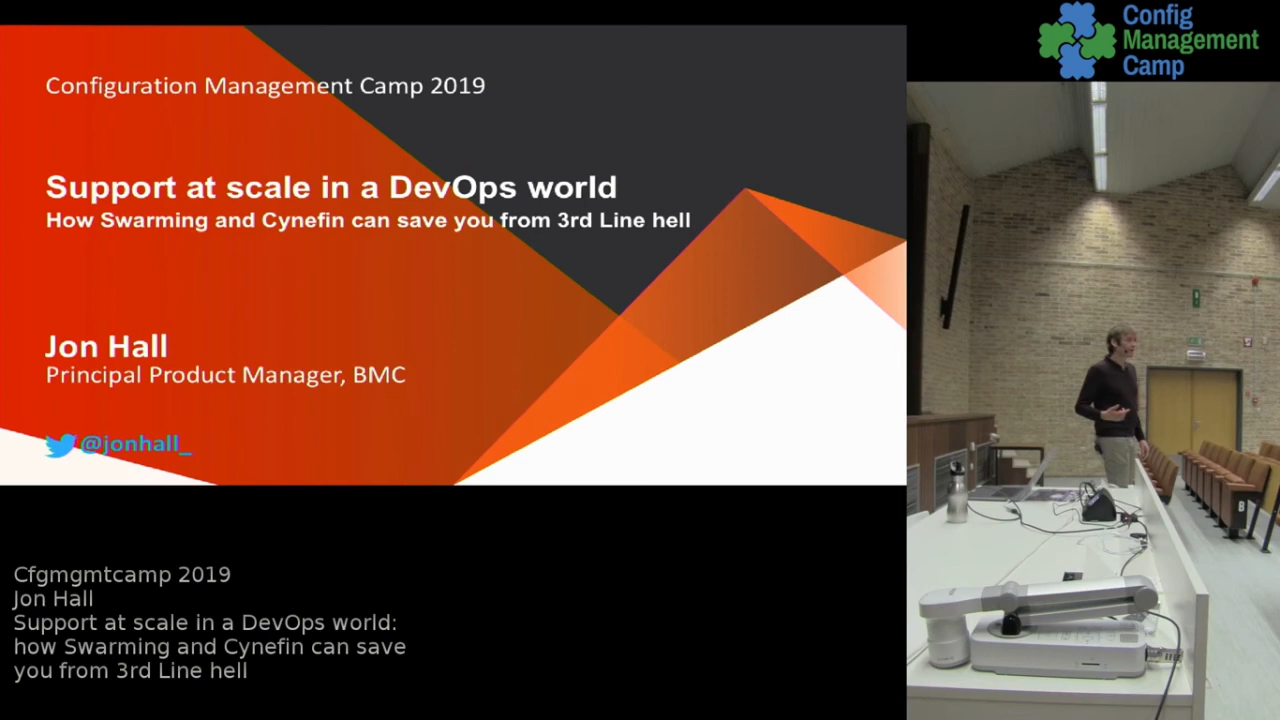 Configuration Management Camp 2019
Support at scale in a DevOps world
How Swarming and Cynefin can save you from 3rd Line hell
Jon Hall
Principal Product Manager, BMC
@jonhall_
Config
Management
Camp
Cfgmgmtcamp 2019
Jon Hall
Support at scale in a DevOps world:
how Swarming and Cynefin can save
you from 3rd Line hell